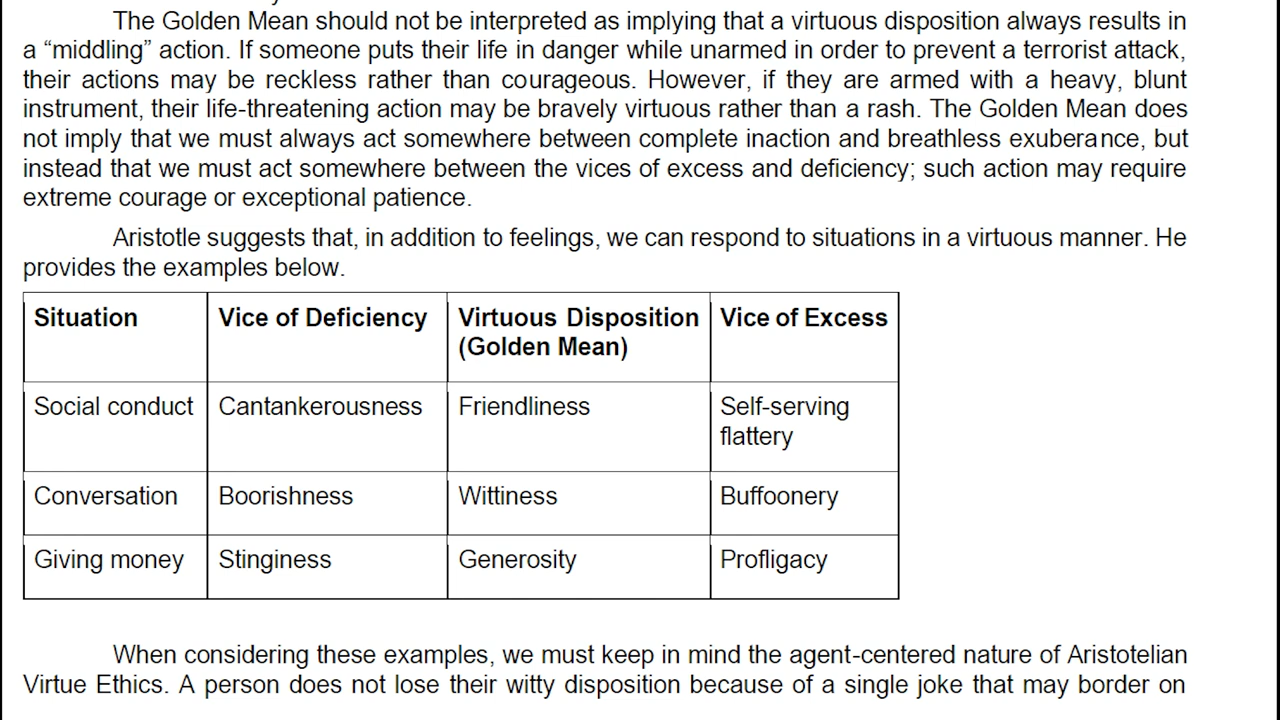 The Golden Mean should not be interpreted as implying that a virtuous disposition always results in
a “middling” action. If someone puts their life in danger while unarmed in order to prevent a terrorist attack,
their actions may be reckless rather than courageous. However, if they are armed with a heavy, blunt
instrument, their life-threatening action may be bravely virtuous rather than a rash. The Golden Mean does
not imply that we must always act somewhere between complete inaction and breathless exuberance, but
instead that we must act somewhere between the vices of excess and deficiency; such action may require
extreme courage or exceptional patience.
Aristotle suggests that, in addition to feelings, we can respond to situations in a virtuous manner. He
provides the examples below.
Situation Vice of Deficiency Virtuous Disposition Vice of Excess
(Golden Mean)
Social conduct Cantankerousness Friendliness Self-serving
flattery
Conversation Boorishness Wittiness Buffoonery
Giving money Stinginess Generosity Profligacy
When considering these examples, we must keep in mind the agent-centered nature of Aristotelian
Virtue Ethics. A person does not lose their witty disposition because of a single joke that may border on